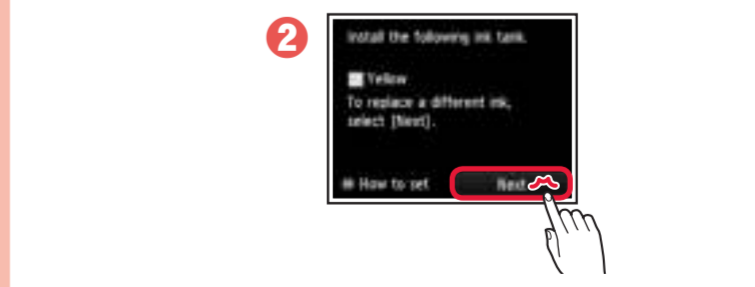 2
Install the following ink tank.
Yellow
To replace a different ink,
select [Next].
How to set
Next